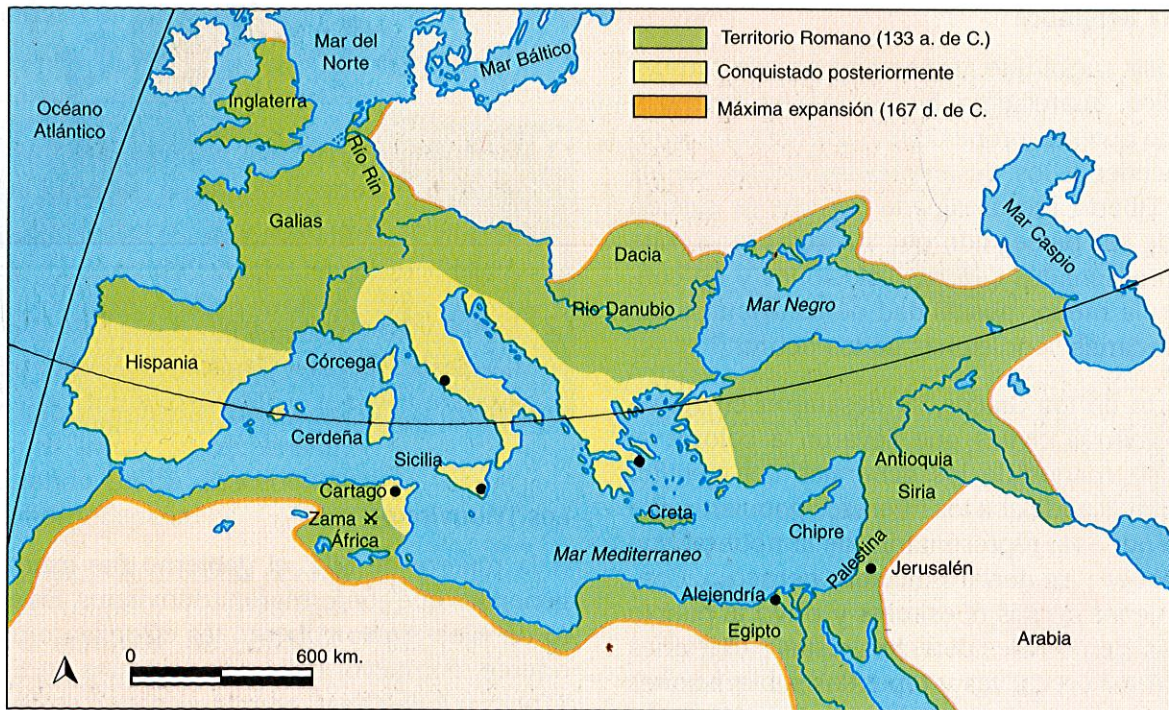 Mar del
Norte
Mar Báltico
Océano
Atlántico
Inglaterra
Río Rin
Galias
Territorio Romano (133 a. de C.)
Conquistado posteriormente
Máxima expansión (167 d. de C.
Dacia
Rio Danubio
Mar Negro
Mar Caspio
Hispania
Córcega
Cerdeña
Sicilia
Cartago
Zama
África
Creta
Mar Mediterraneo
Chipre
Antioquia
Siria
Palestina
Jerusalén
Alejendría
Egipto
Arabia
0 600 km.